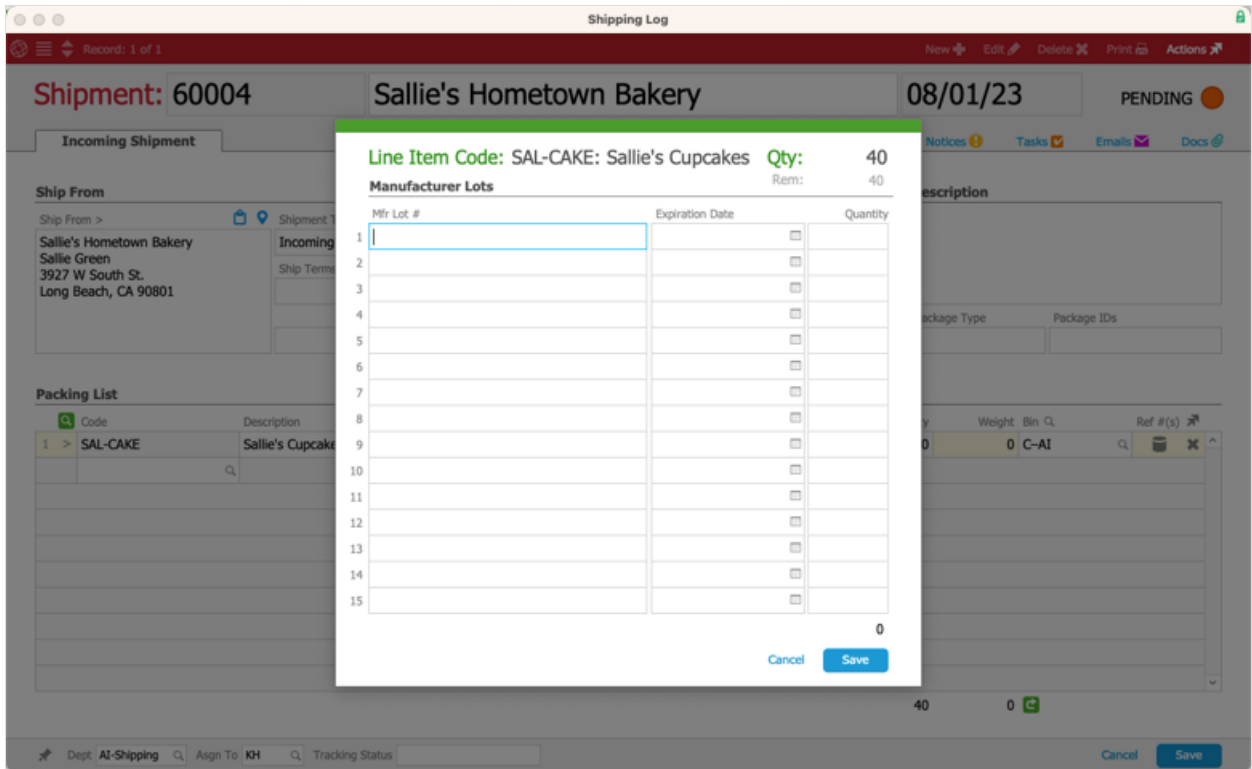 Shipping Log
Record: 1 of 1
New Edit Delete Print Actions
Shipment: 60004 Sallie's Hometown Bakery 08/01/23 PENDING
Incoming Shipment Notices Tasks Emails Docs
Line Item Code: SAL-CAKE: Sallie's Cupcakes Qty: 40
Manufacturer Lots Rem: 40
Ship From escription
Ship From > Shipment T
Mfr Lot # Expiration Date Quantity
Sallie's Hometown Bakery Incoming
Sallie Green
3927 W South St. Ship Terms
Long Beach, CA 90801
1
2
3
4
5
6
7
8
9
10
11
12
13
14
15
ackage Type Package IDs
Packing List
Code Description y Weight Bin Ref #(s)
1 > SAL-CAKE Sallie's Cupcake 0 0 C-AI
0
Cancel Save
40 0
Dept AI-Shipping Asgn To KH Tracking Status Cancel Save